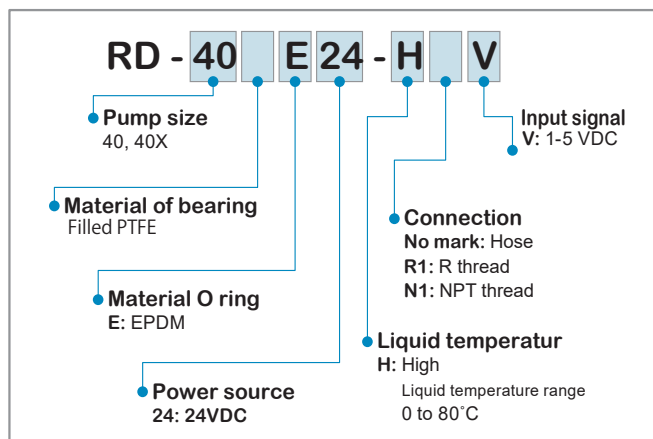 RD - 40 E 24 - H V
Pump size
40, 40X
Input signal
V: 1-5 VDC
Material of bearing
Filled PTFE
Connection
No mark: Hose
R1: R thread
N1: NPT thread
Material O ring
E: EPDM
Liquid temperatur
H: High
Liquid temperature range
0 to 80˚C
Power source
24: 24VDC